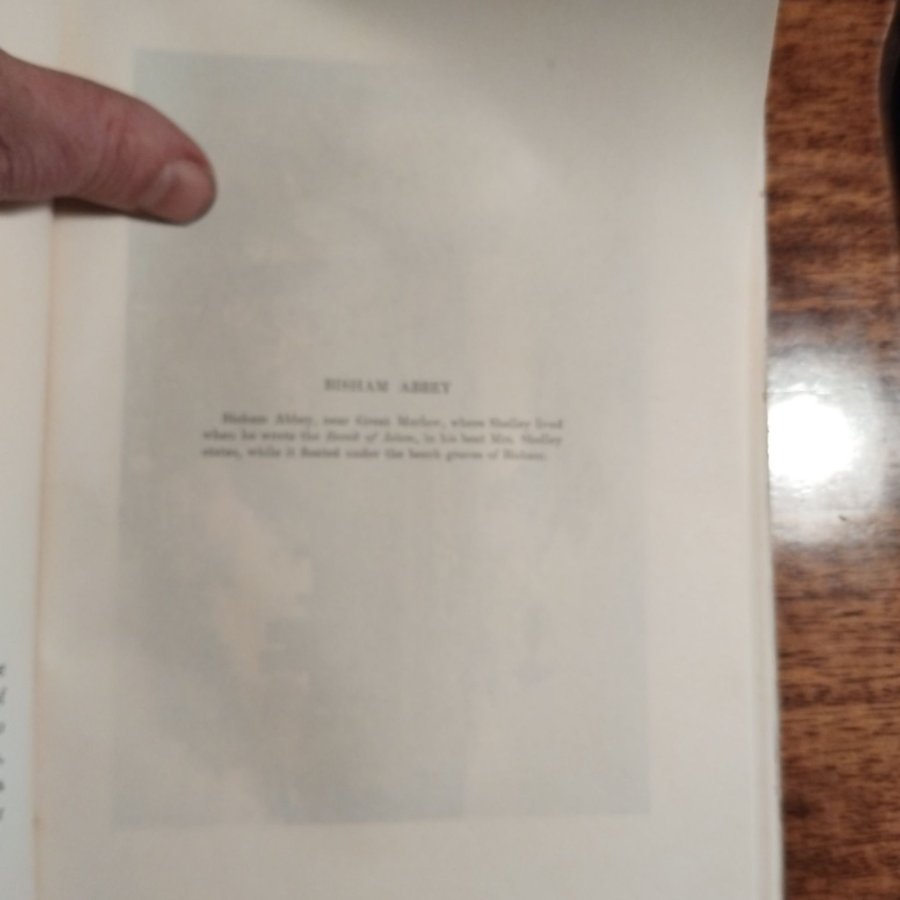 BISHAM ABBEY
Bisham Abbey, near Great Marlow, where Shelley lived
when he wrote the Revolt of Islam, in his boat Mrs. Shelley
states, while it floated under the beech groves of Bisham.